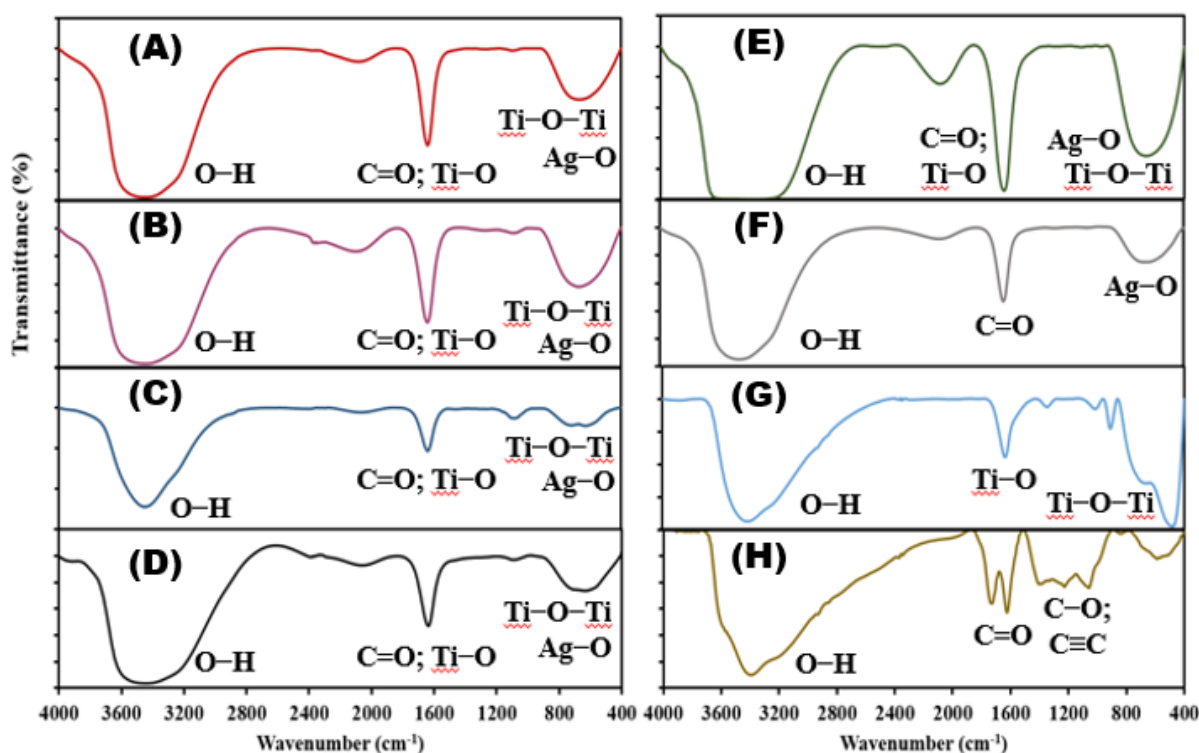 (A)
O–H
C=O; Ti–O
Ti–O–Ti
Ag–O
(B)
O–H
C=O; Ti–O
Ti–O–Ti
Ag–O
(C)
O–H
C=O; Ti–O
Ti–O–Ti
Ag–O
(D)
O–H
C=O; Ti–O
Ti–O–Ti
Ag–O
4000 3600 3200 2800 2400 2000 1600 1200 800 400
Wavenumber (cm⁻¹)
Transmittance (%)
(E)
O–H
C=O;
Ti–O
Ag–O
Ti–O–Ti
(F)
O–H
C=O
Ag–O
(G)
O–H
Ti–O
Ti–O–Ti
(H)
O–H
C=O
C–O;
C≡C
4000 3600 3200 2800 2400 2000 1600 1200 800 400
Wavenumber (cm⁻¹)